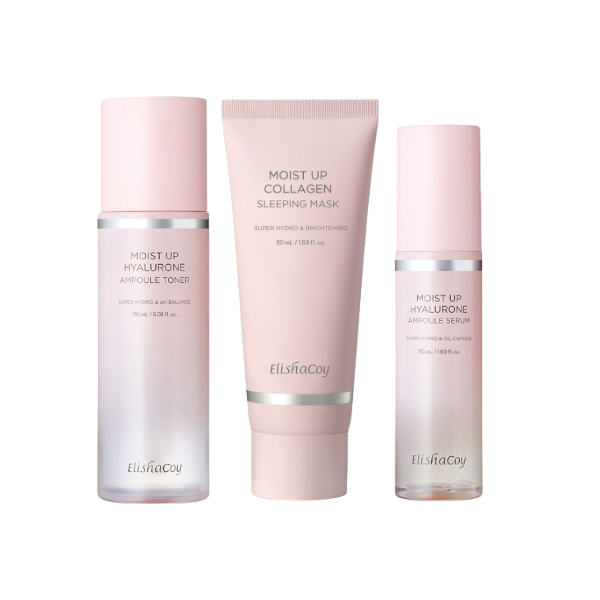 MOIST UP
HYALURONE
AMPOULE TONER
SUPER HYDRO & pH BALANCE
ElishaCoy
MOIST UP
COLLAGEN
SLEEPING MASK
SUPER HYDRO & BRIGHTENING
50 mL / 1.69 fl. oz.
ElishaCoy
MOIST UP
HYALURONE
AMPOULE SERUM
SUPER HYDRO & OIL CAPSULE
50 mL / 1.69 fl. oz.
ElishaCoy